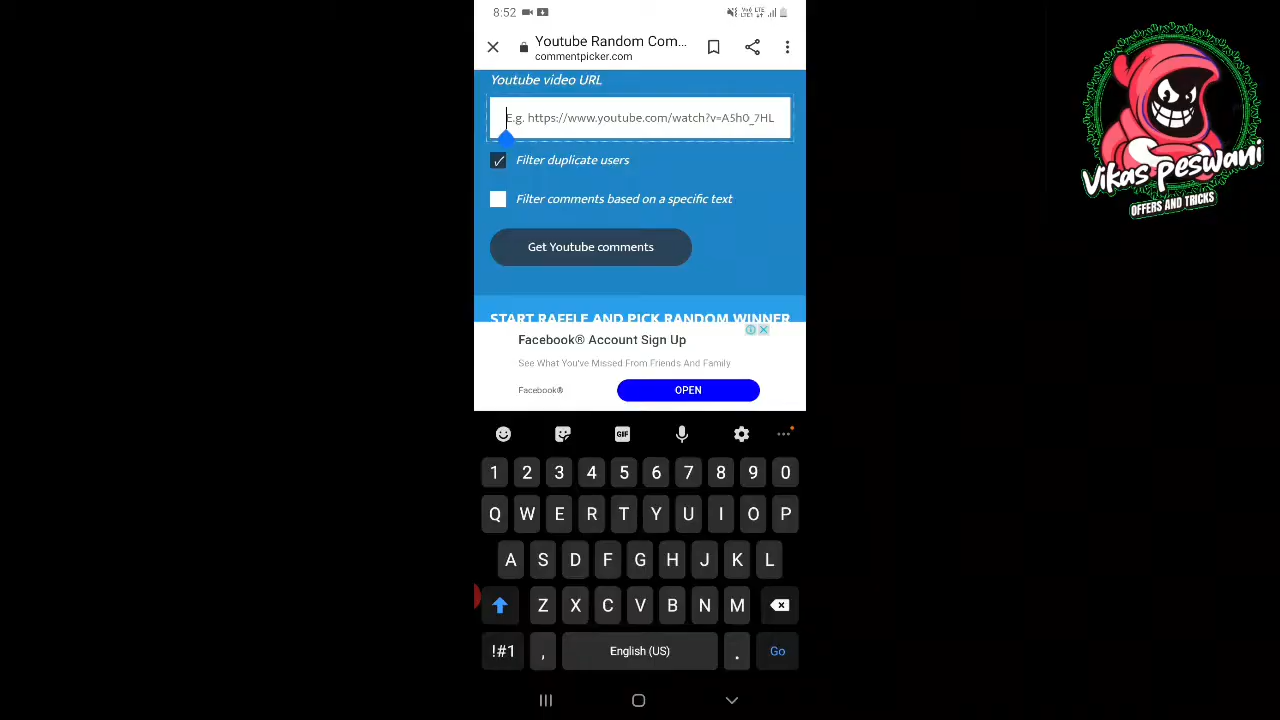 8:52
Youtube Random Com...
commentpicker.com
Youtube video URL
E.g. https://www.youtube.com/watch?v=A5h0_7HL
Filter duplicate users
Filter comments based on a specific text
Get Youtube comments
START RAFFLE AND PICK RANDOM WINNER
Facebook® Account Sign Up
See What You've Missed From Friends And Family
Facebook®
OPEN
GIF
1 2 3 4 5 6 7 8 9 0
Q W E R T Y U I O P
A S D F G H J K L
Z X C V B N M
!#1 , English (US) . Go
Vikas Peswani
OFFERS AND TRICKS